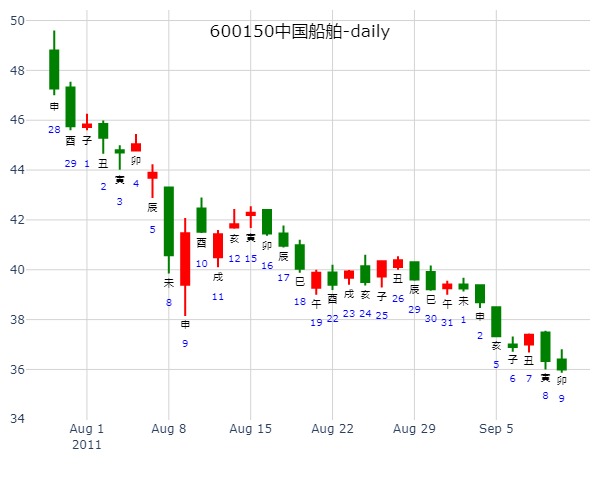 600150中国船舶-daily
50
48
46
44
42
40
38
36
34
申
28
酉
29
子
1
丑
2
寅
3
卯
4
辰
5
未
8
申
9
酉
10
戌
11
亥
12
寅
15
卯
16
辰
17
巳
18
午
19
酉
22
戌
23
亥
24
子
25
丑
26
辰
29
巳
30
午
31
未
1
申
2
亥
5
子
6
丑
7
寅
8
卯
9
Aug 1
2011
Aug 8
Aug 15
Aug 22
Aug 29
Sep 5